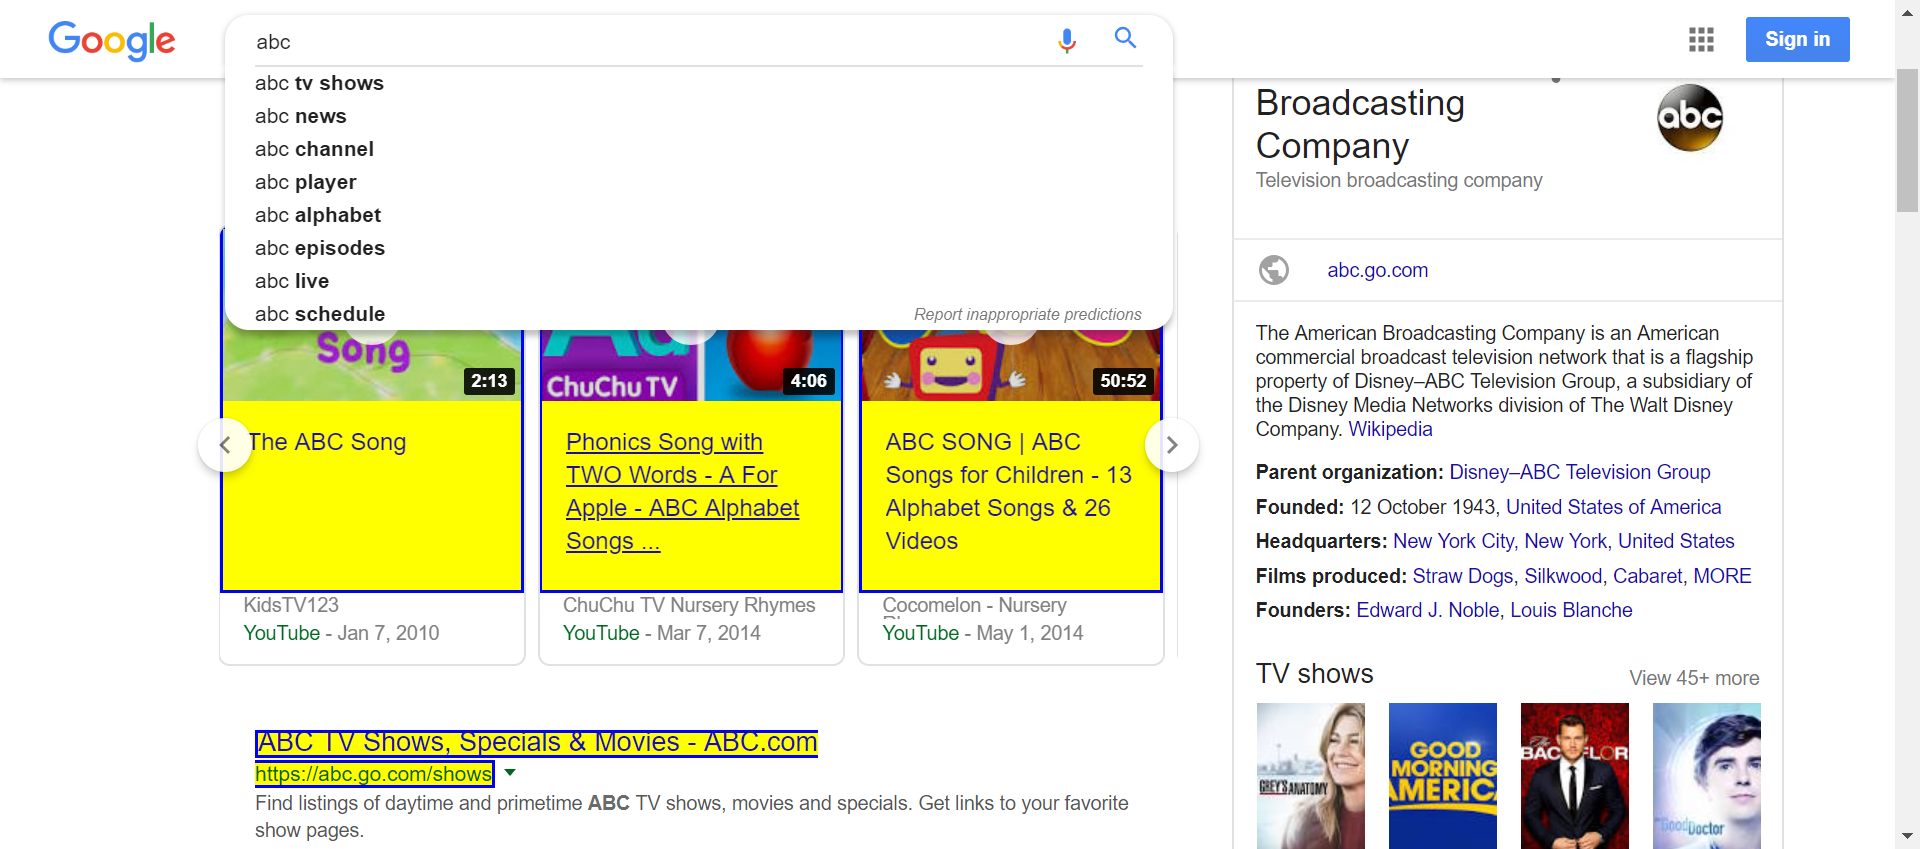 Google
abc
Sign in
abc tv shows
abc news
abc channel
abc player
abc alphabet
abc episodes
abc live
abc schedule
Report inappropriate predictions
Song
2:13
ChuChu TV
4:06
50:52
The ABC Song
Phonics Song with
TWO Words - A For
Apple - ABC Alphabet
Songs ...
ABC SONG | ABC
Songs for Children - 13
Alphabet Songs & 26
Videos
KidsTV123
YouTube - Jan 7, 2010
ChuChu TV Nursery Rhymes
YouTube - Mar 7, 2014
Cocomelon - Nursery
YouTube - May 1, 2014
ABC TV Shows, Specials & Movies - ABC.com
https://abc.go.com/shows
Find listings of daytime and primetime ABC TV shows, movies and specials. Get links to your favorite
show pages.
Broadcasting
Company
abc
Television broadcasting company
abc.go.com
The American Broadcasting Company is an American
commercial broadcast television network that is a flagship
property of Disney–ABC Television Group, a subsidiary of
the Disney Media Networks division of The Walt Disney
Company. Wikipedia
Parent organization: Disney–ABC Television Group
Founded: 12 October 1943, United States of America
Headquarters: New York City, New York, United States
Films produced: Straw Dogs, Silkwood, Cabaret, MORE
Founders: Edward J. Noble, Louis Blanche
TV shows
View 45+ more
GREY'S ANATOMY
GOOD
MORNING
AMERICA
The
BACHELOR
the Good Doctor